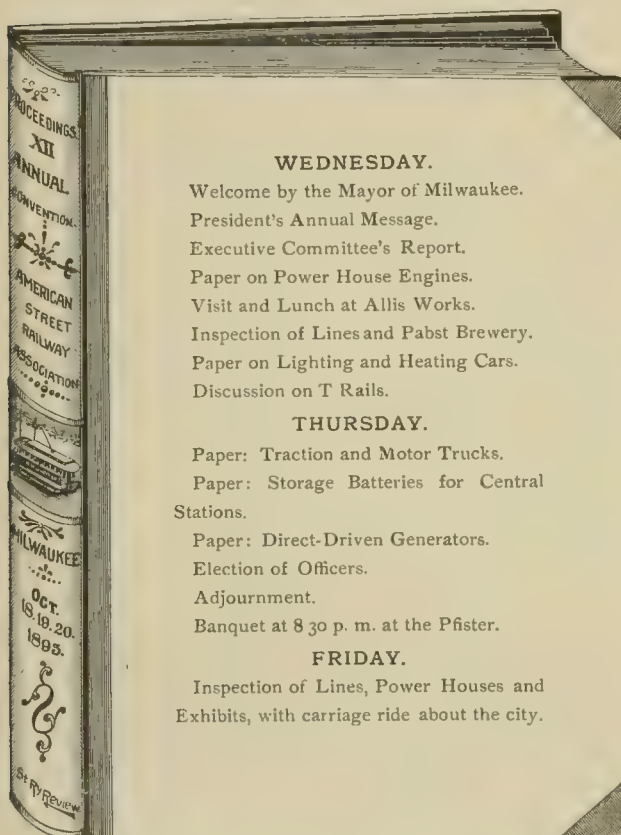 PROCEEDINGS.
XII
ANNUAL
CONVENTION.
AMERICAN
STREET
RAILWAY
ASSOCIATION
MILWAUKEE
OCT.
18.19.20.
1893.
St Ry Review
WEDNESDAY.
Welcome by the Mayor of Milwaukee.
President's Annual Message.
Executive Committee's Report.
Paper on Power House Engines.
Visit and Lunch at Allis Works.
Inspection of Lines and Pabst Brewery.
Paper on Lighting and Heating Cars.
Discussion on T Rails.
THURSDAY.
Paper: Traction and Motor Trucks.
Paper: Storage Batteries for Central
Stations.
Paper: Direct-Driven Generators.
Election of Officers.
Adjournment.
Banquet at 8 30 p. m. at the Pfister.
FRIDAY.
Inspection of Lines, Power Houses and
Exhibits, with carriage ride about the city.